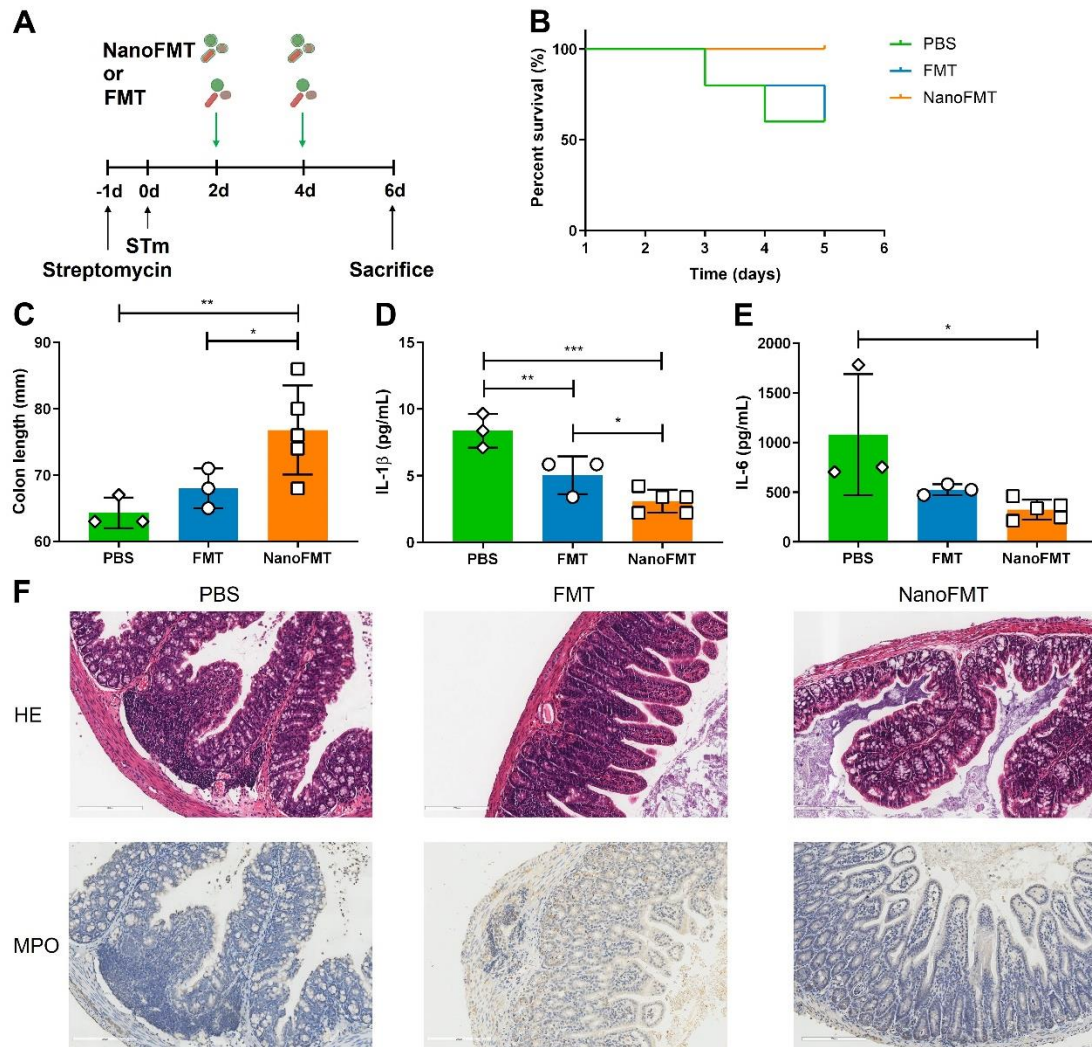 A
NanoFMT
or
FMT
-1d 0d 2d 4d 6d
STm
Streptomycin Sacrifice
B
Percent survival (%)
100
50
0
1 2 3 4 5 6
Time (days)
PBS
FMT
NanoFMT
C
**
*
Colon length (mm)
90
80
70
60
PBS FMT NanoFMT
D
***
**
*
IL-1β (pg/mL)
15
10
5
0
PBS FMT NanoFMT
E
*
IL-6 (pg/mL)
2000
1500
1000
500
0
PBS FMT NanoFMT
F
PBS FMT NanoFMT
HE
MPO